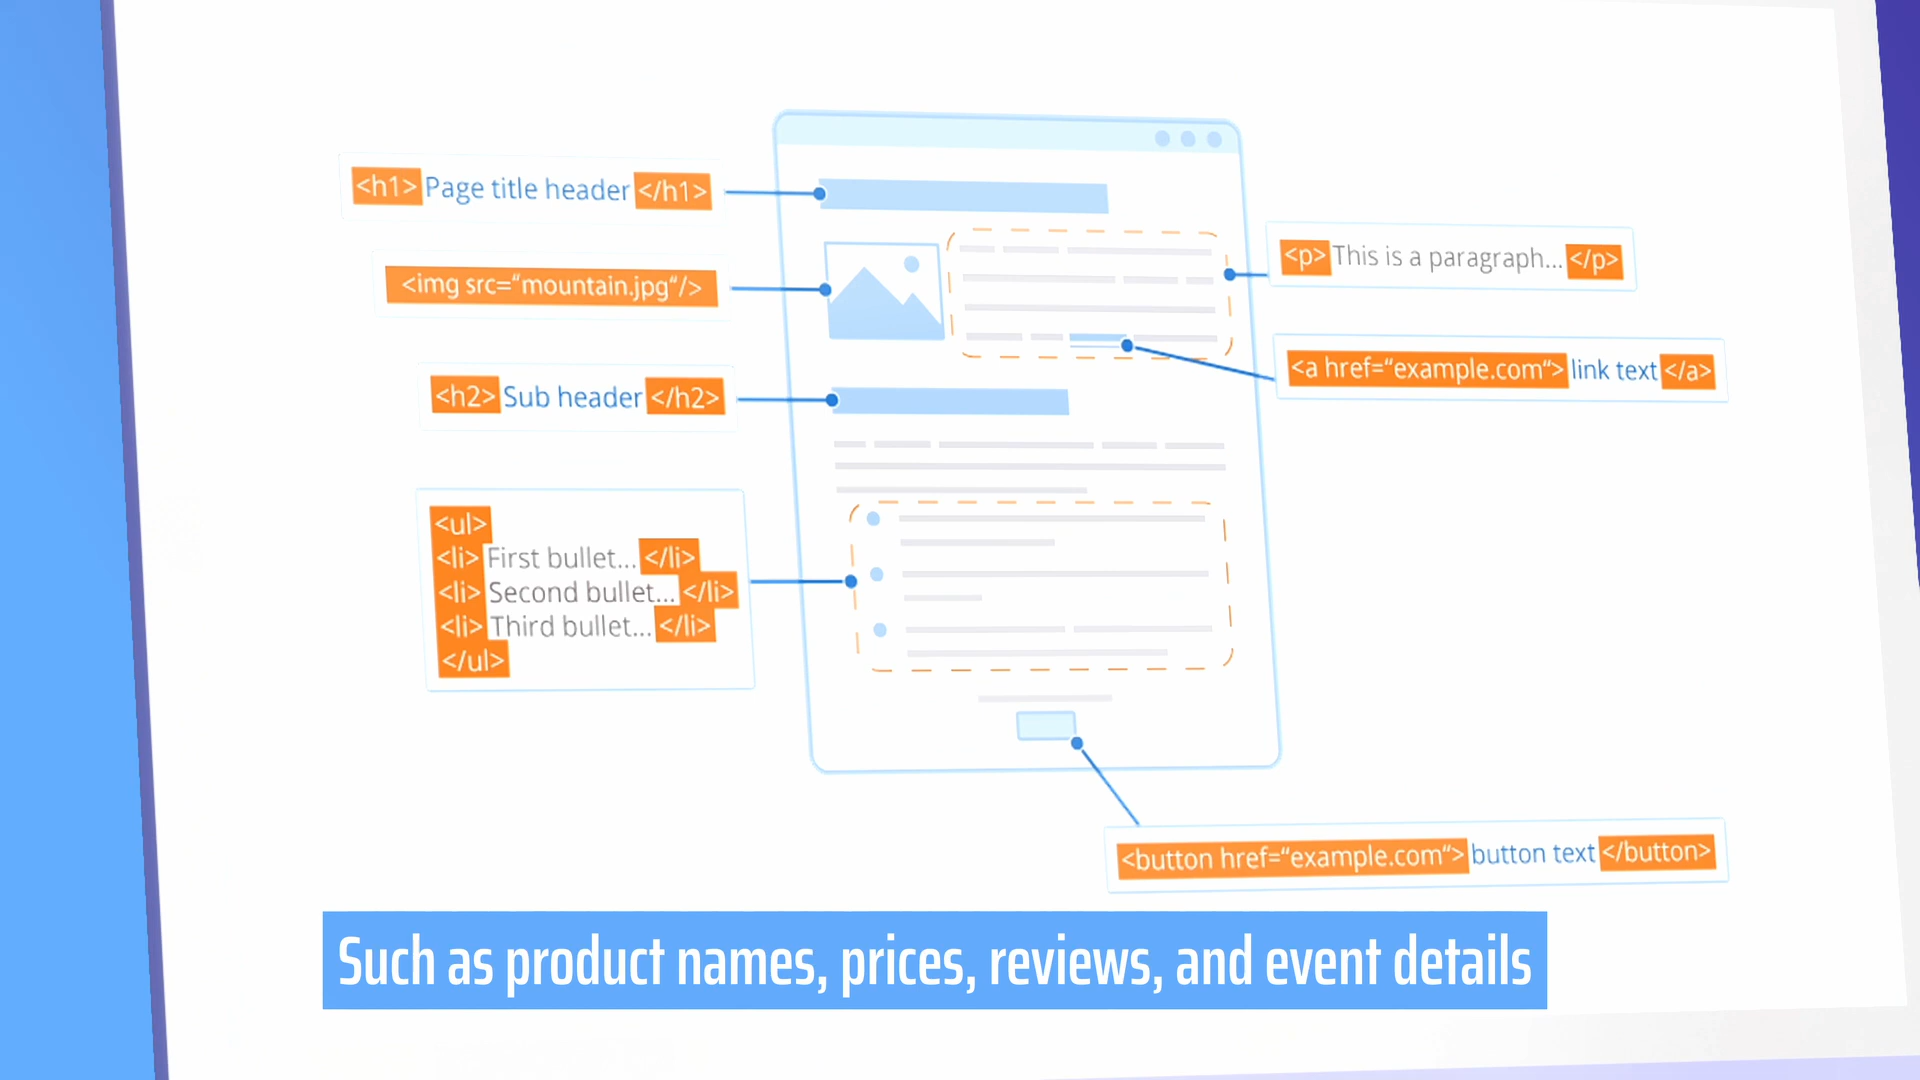 <h1> Page title header </h1>
<img src=“mountain.jpg“/>
<h2> Sub header </h2>
<ul>
<li> First bullet... </li>
<li> Second bullet... </li>
<li> Third bullet... </li>
</ul>
<p> This is a paragraph... </p>
<a href=“example.com“> link text </a>
<button href=“example.com“> button text </button>
Such as product names, prices, reviews, and event details